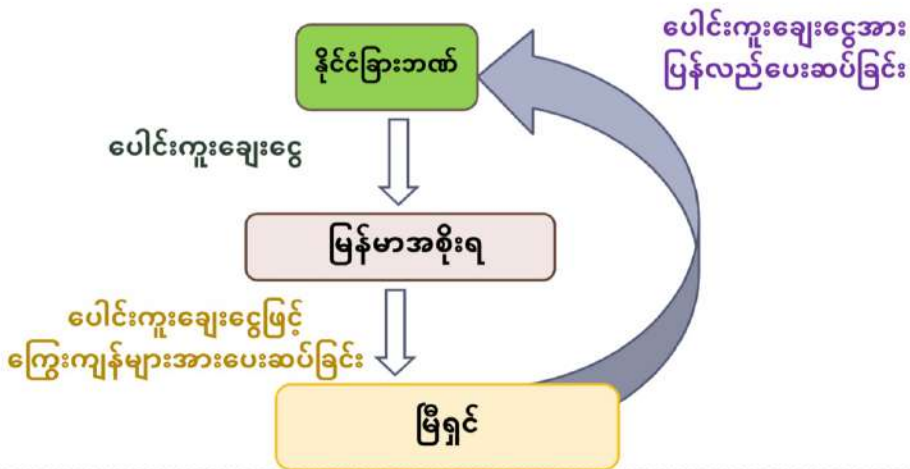 နိုင်ငံခြားဘဏ်
ပေါင်းကူးချေးငွေအား
ပြန်လည်ပေးဆပ်ခြင်း
ပေါင်းကူးချေးငွေ
မြန်မာအစိုးရ
ပေါင်းကူးချေးငွေဖြင့်
ကြွေးကျန်များအားပေးဆပ်ခြင်း
မြီရှင်